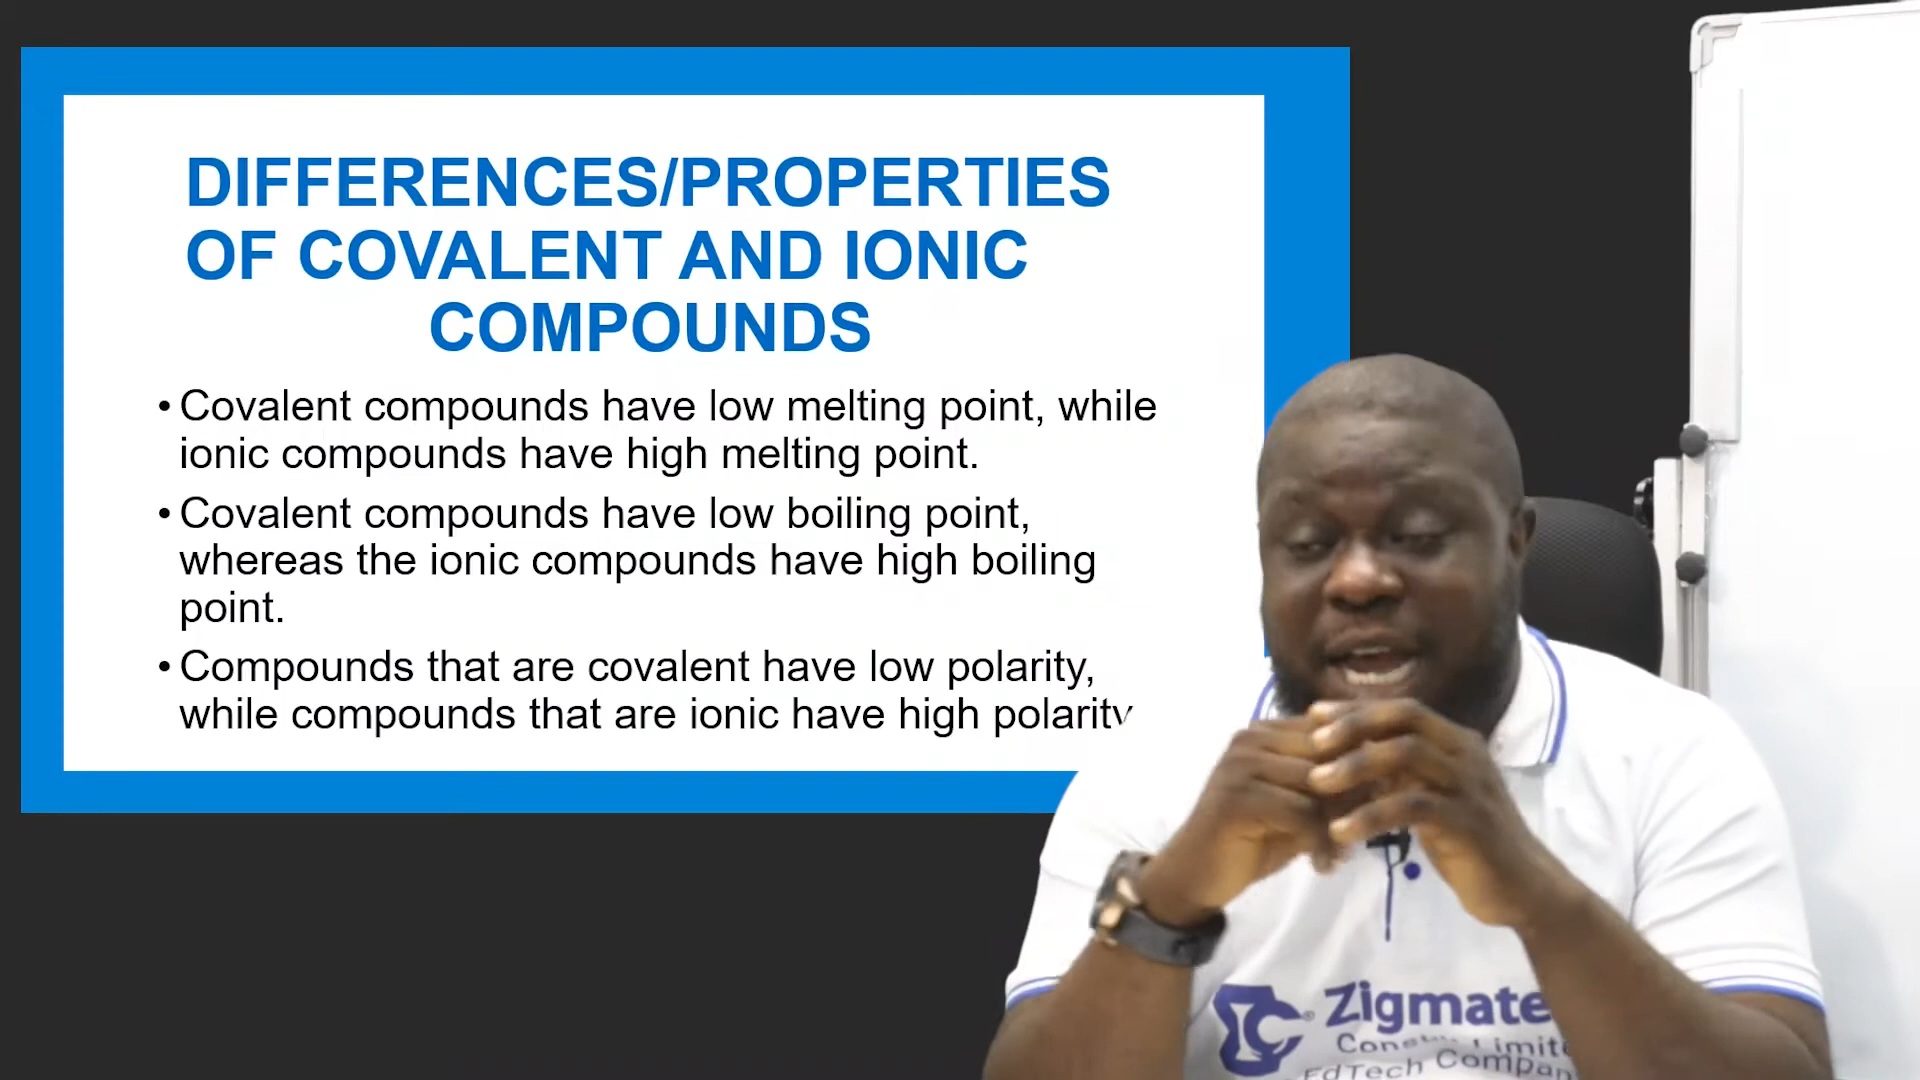 DIFFERENCES/PROPERTIES
OF COVALENT AND IONIC
COMPOUNDS
• Covalent compounds have low melting point, while
ionic compounds have high melting point.
• Covalent compounds have low boiling point,
whereas the ionic compounds have high boiling
point.
• Compounds that are covalent have low polarity,
while compounds that are ionic have high polarity
Zigmate
EdTech Compan